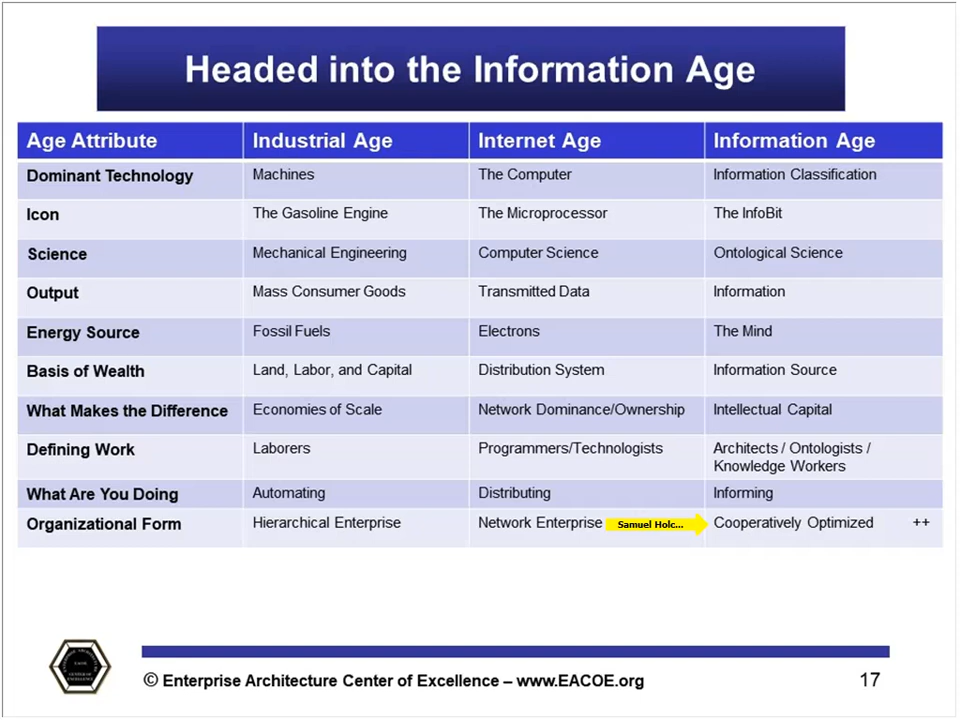 Headed into the Information Age
Age Attribute Industrial Age Internet Age Information Age
Dominant Technology Machines The Computer Information Classification
Icon The Gasoline Engine The Microprocessor The InfoBit
Science Mechanical Engineering Computer Science Ontological Science
Output Mass Consumer Goods Transmitted Data Information
Energy Source Fossil Fuels Electrons The Mind
Basis of Wealth Land, Labor, and Capital Distribution System Information Source
What Makes the Difference Economies of Scale Network Dominance/Ownership Intellectual Capital
Defining Work Laborers Programmers/Technologists Architects / Ontologists /
Knowledge Workers
What Are You Doing Automating Distributing Informing
Organizational Form Hierarchical Enterprise Network Enterprise Samuel Holc... Cooperatively Optimized ++
EACOE
CENTER OF
© Enterprise Architecture Center of Excellence – www.EACOE.org 17